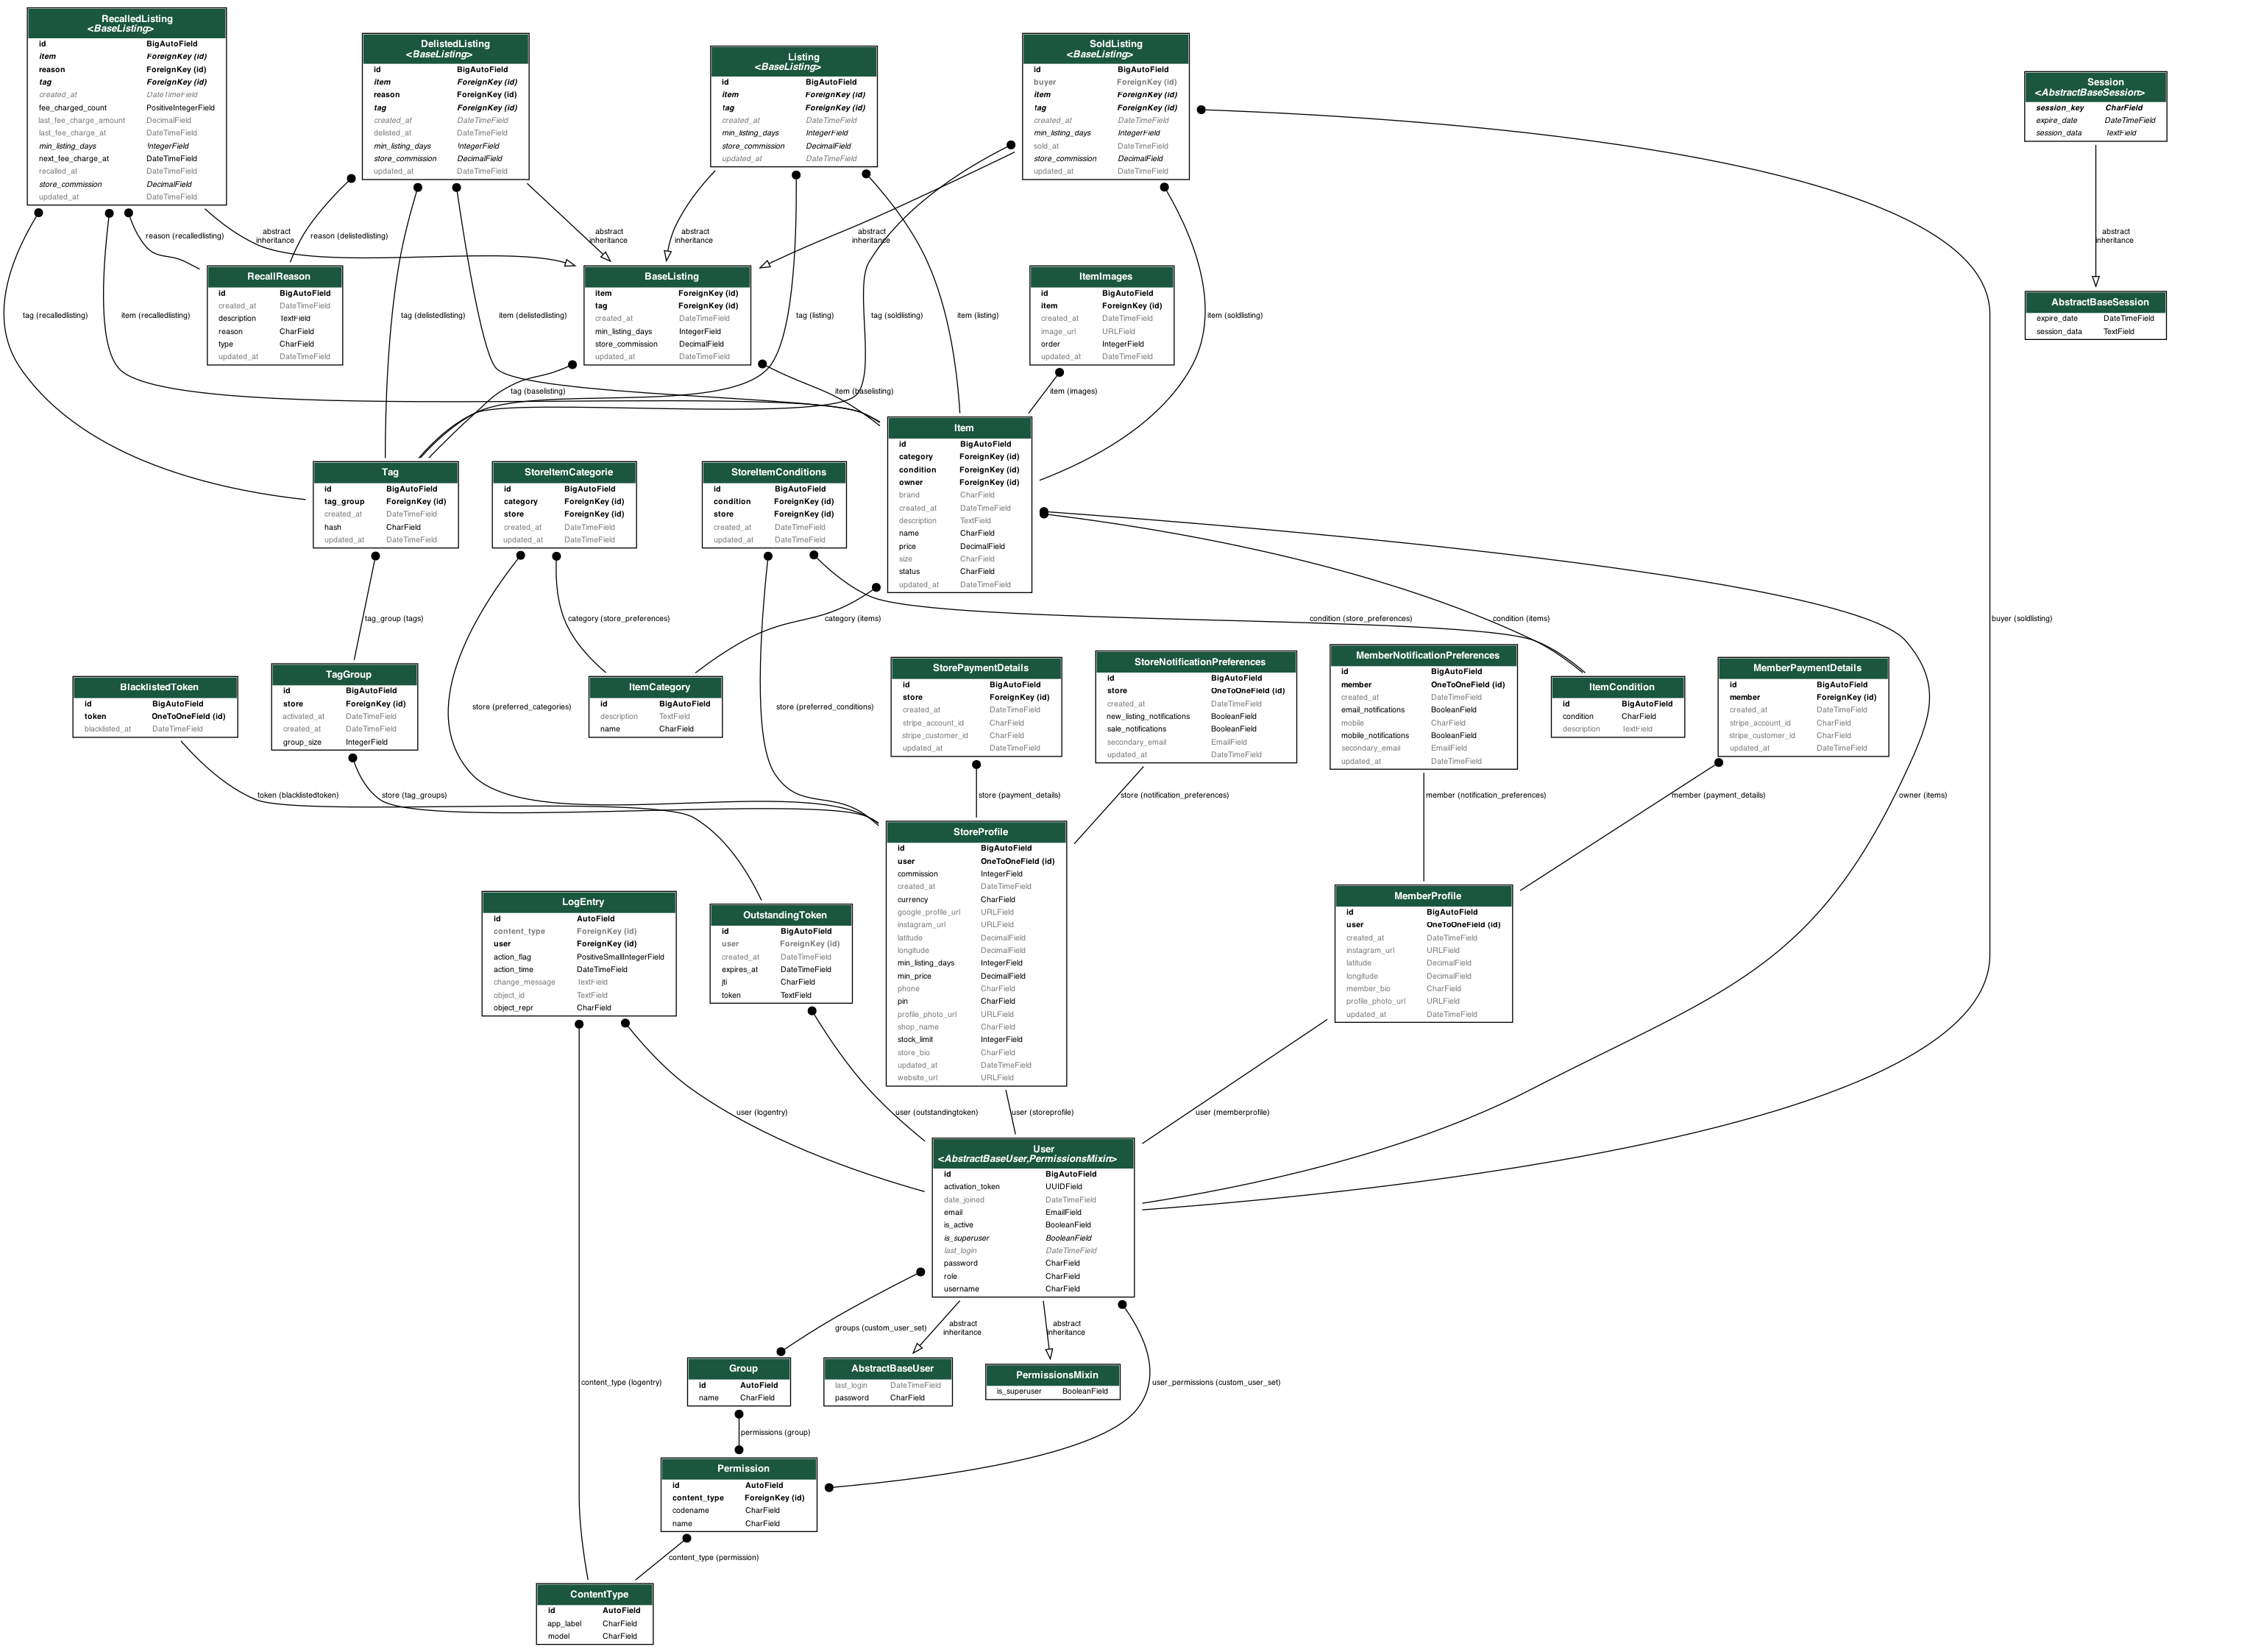 RecalledListing
<BaseListing>
id BigAutoField
item ForeignKey (id)
reason ForeignKey (id)
tag ForeignKey (id)
created_at DateTimeField
fee_charged_count PositiveIntegerField
last_fee_charge_amount DecimalField
last_fee_charge_at DateTimeField
min_listing_days IntegerField
next_fee_charge_at DateTimeField
recalled_at DateTimeField
store_commission DecimalField
updated_at DateTimeField
DelistedListing
<BaseListing>
id BigAutoField
item ForeignKey (id)
reason ForeignKey (id)
tag ForeignKey (id)
created_at DateTimeField
delisted_at DateTimeField
min_listing_days IntegerField
store_commission DecimalField
updated_at DateTimeField
Listing
<BaseListing>
id BigAutoField
item ForeignKey (id)
tag ForeignKey (id)
created_at DateTimeField
min_listing_days IntegerField
store_commission DecimalField
updated_at DateTimeField
SoldListing
<BaseListing>
id BigAutoField
buyer ForeignKey (id)
item ForeignKey (id)
tag ForeignKey (id)
created_at DateTimeField
min_listing_days IntegerField
sold_at DateTimeField
store_commission DecimalField
updated_at DateTimeField
Session
<AbstractBaseSession>
session_key CharField
expire_date DateTimeField
session_data TextField
reason (recalledlisting)
abstract
inheritance
reason (delistedlisting)
abstract
inheritance
abstract
inheritance
abstract
inheritance
abstract
inheritance
RecallReason
id BigAutoField
created_at DateTimeField
description TextField
reason CharField
type CharField
updated_at DateTimeField
BaseListing
item ForeignKey (id)
tag ForeignKey (id)
created_at DateTimeField
min_listing_days IntegerField
store_commission DecimalField
updated_at DateTimeField
ItemImages
id BigAutoField
item ForeignKey (id)
created_at DateTimeField
image_url URLField
order IntegerField
updated_at DateTimeField
AbstractBaseSession
expire_date DateTimeField
session_data TextField
tag (recalledlisting)
item (recalledlisting)
tag (delistedlisting)
item (delistedlisting)
tag (listing)
tag (soldlisting)
item (listing)
item (soldlisting)
tag (baselisting)
item (baselisting)
item (images)
Item
id BigAutoField
category ForeignKey (id)
condition ForeignKey (id)
owner ForeignKey (id)
brand CharField
created_at DateTimeField
description TextField
name CharField
price DecimalField
size CharField
status CharField
updated_at DateTimeField
Tag
id BigAutoField
tag_group ForeignKey (id)
created_at DateTimeField
hash CharField
updated_at DateTimeField
StoreItemCategorie
id BigAutoField
category ForeignKey (id)
store ForeignKey (id)
created_at DateTimeField
updated_at DateTimeField
StoreItemConditions
id BigAutoField
condition ForeignKey (id)
store ForeignKey (id)
created_at DateTimeField
updated_at DateTimeField
tag_group (tags)
category (store_preferences)
category (items)
condition (store_preferences)
condition (items)
buyer (soldlisting)
BlacklistedToken
id BigAutoField
token OneToOneField (id)
blacklisted_at DateTimeField
TagGroup
id BigAutoField
store ForeignKey (id)
activated_at DateTimeField
created_at DateTimeField
group_size IntegerField
ItemCategory
id BigAutoField
description TextField
name CharField
StorePaymentDetails
id BigAutoField
store ForeignKey (id)
created_at DateTimeField
stripe_account_id CharField
stripe_customer_id CharField
updated_at DateTimeField
StoreNotificationPreferences
id BigAutoField
store OneToOneField (id)
created_at DateTimeField
new_listing_notifications BooleanField
sale_notifications BooleanField
secondary_email EmailField
updated_at DateTimeField
MemberNotificationPreferences
id BigAutoField
member OneToOneField (id)
created_at DateTimeField
email_notifications BooleanField
mobile CharField
mobile_notifications BooleanField
secondary_email EmailField
updated_at DateTimeField
ItemCondition
id BigAutoField
condition CharField
description TextField
MemberPaymentDetails
id BigAutoField
member ForeignKey (id)
created_at DateTimeField
stripe_account_id CharField
stripe_customer_id CharField
updated_at DateTimeField
store (preferred_categories)
store (preferred_conditions)
token (blacklistedtoken)
store (tag_groups)
store (payment_details)
store (notification_preferences)
member (notification_preferences)
member (payment_details)
owner (items)
StoreProfile
id BigAutoField
user OneToOneField (id)
commission IntegerField
created_at DateTimeField
currency CharField
google_profile_url URLField
instagram_url URLField
latitude DecimalField
longitude DecimalField
min_listing_days IntegerField
min_price DecimalField
phone CharField
pin CharField
profile_photo_url URLField
shop_name CharField
stock_limit IntegerField
store_bio CharField
updated_at DateTimeField
website_url URLField
LogEntry
id AutoField
content_type ForeignKey (id)
user ForeignKey (id)
action_flag PositiveSmallIntegerField
action_time DateTimeField
change_message TextField
object_id TextField
object_repr CharField
OutstandingToken
id BigAutoField
user ForeignKey (id)
created_at DateTimeField
expires_at DateTimeField
jti CharField
token TextField
MemberProfile
id BigAutoField
user OneToOneField (id)
created_at DateTimeField
instagram_url URLField
latitude DecimalField
longitude DecimalField
member_bio CharField
profile_photo_url URLField
updated_at DateTimeField
user (logentry)
user (outstandingtoken)
user (storeprofile)
user (memberprofile)
User
<AbstractBaseUser,PermissionsMixin>
id BigAutoField
activation_token UUIDField
date_joined DateTimeField
email EmailField
is_active BooleanField
is_superuser BooleanField
last_login DateTimeField
password CharField
role CharField
username CharField
groups (custom_user_set)
abstract
inheritance
abstract
inheritance
content_type (logentry)
user_permissions (custom_user_set)
Group
id AutoField
name CharField
AbstractBaseUser
last_login DateTimeField
password CharField
PermissionsMixin
is_superuser BooleanField
permissions (group)
Permission
id AutoField
content_type ForeignKey (id)
codename CharField
name CharField
content_type (permission)
ContentType
id AutoField
app_label CharField
model CharField